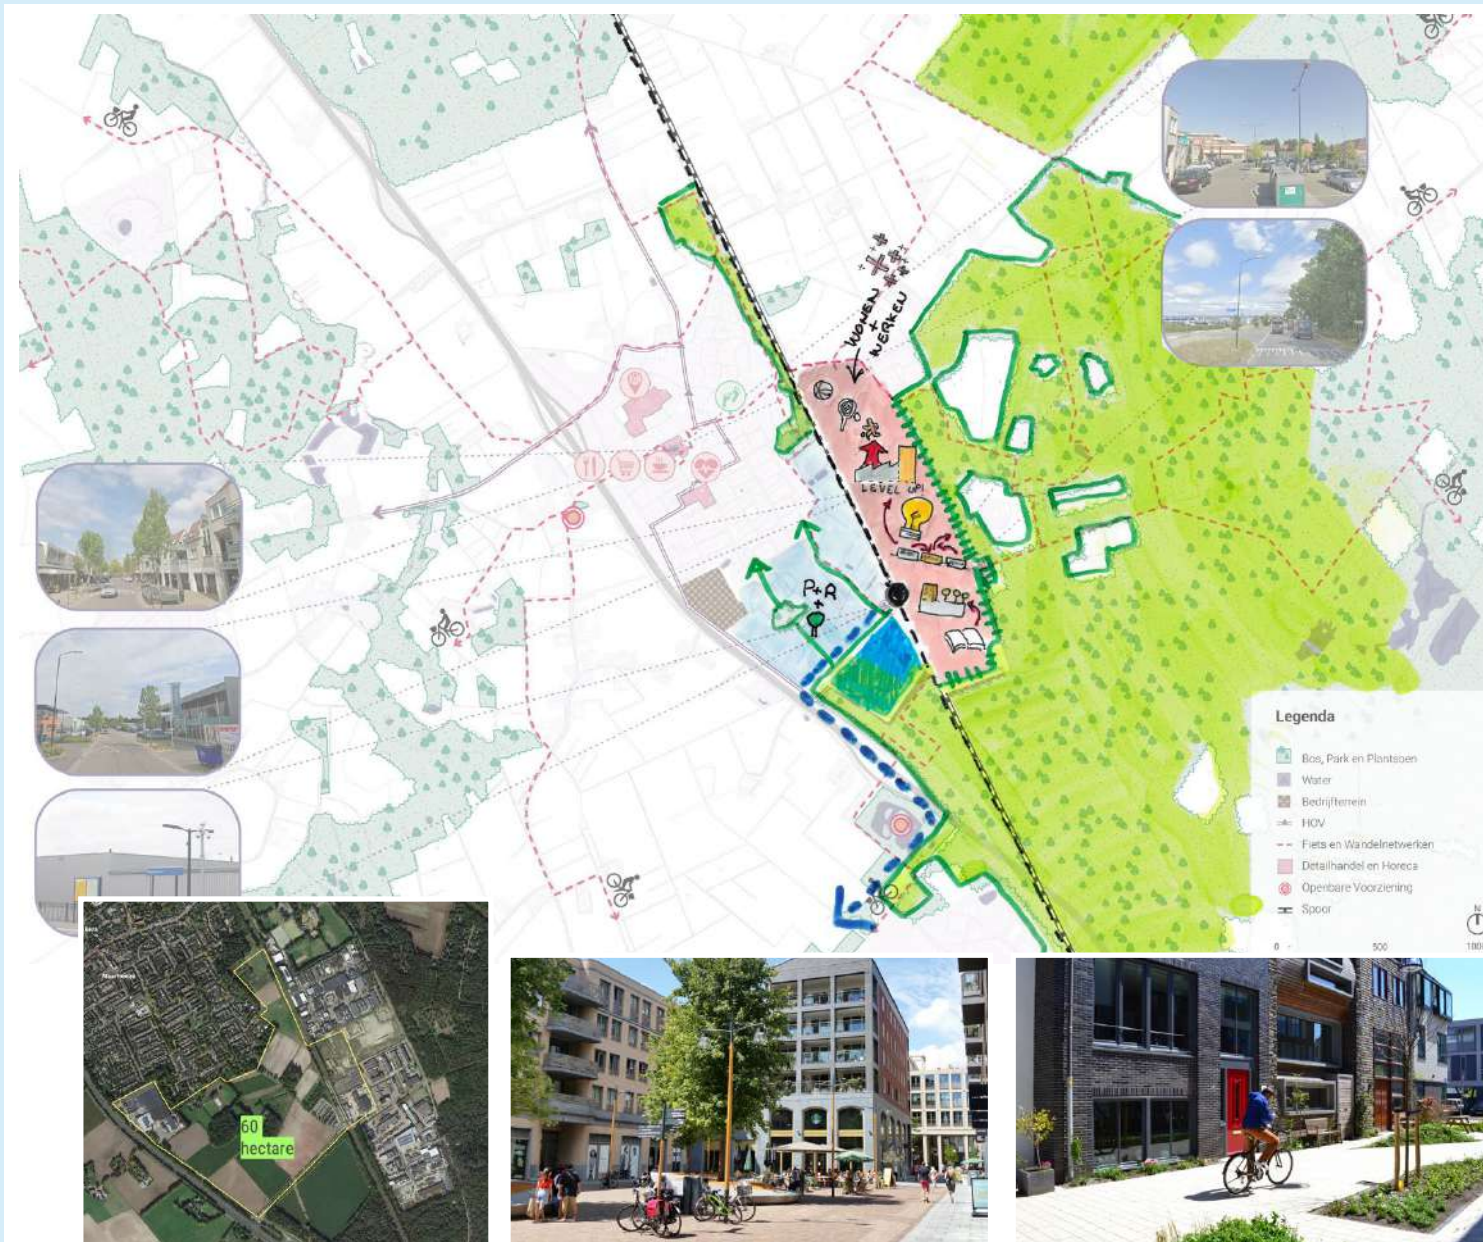 WONEN
+
WERKEN
LEVEL UP!
P+R
+
Legenda
Bos, Park en Plantsoen
Water
Bedrijfterrein
HOV
Fiets en Wandelnetwerken
Detailhandel en Horeca
Openbare Voorziening
Spoor
N
0
500
60
hectare